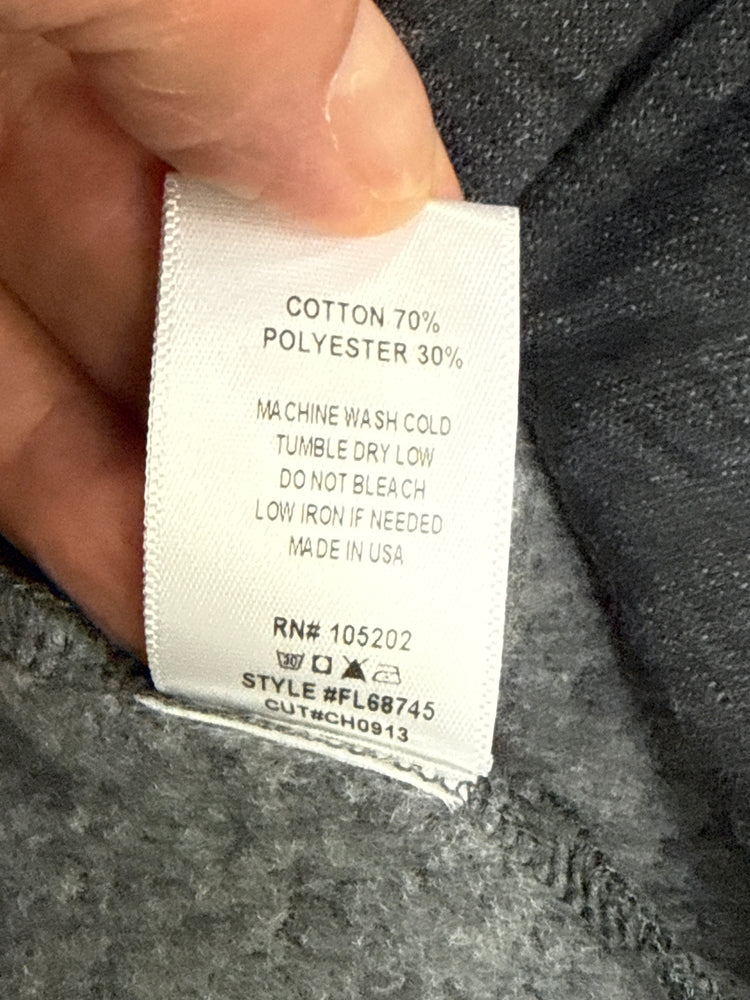 COTTON 70%
POLYESTER 30%
MACHINE WASH COLD
TUMBLE DRY LOW
DO NOT BLEACH
LOW IRON IF NEEDED
MADE IN USA
RN# 105202
30
STYLE #FL68745
CUT#CH0913